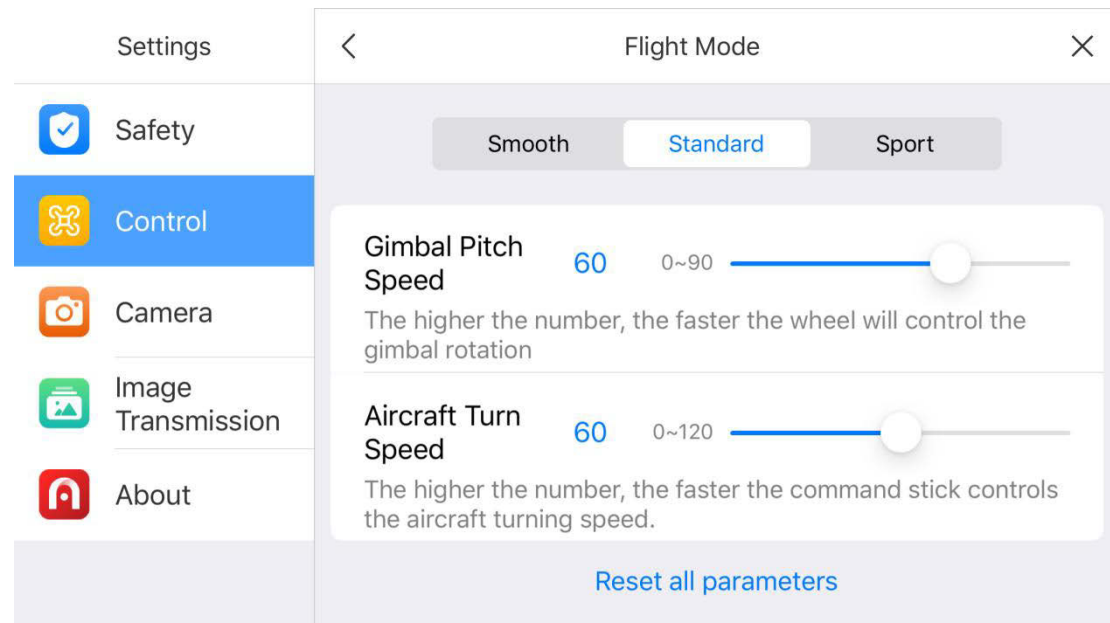 Settings
Flight Mode
Safety
Control
Camera
Image
Transmission
About
Smooth
Standard
Sport
Gimbal Pitch
Speed
60
0~90
The higher the number, the faster the wheel will control the
gimbal rotation
Aircraft Turn
Speed
60
0~120
The higher the number, the faster the command stick controls
the aircraft turning speed.
Reset all parameters